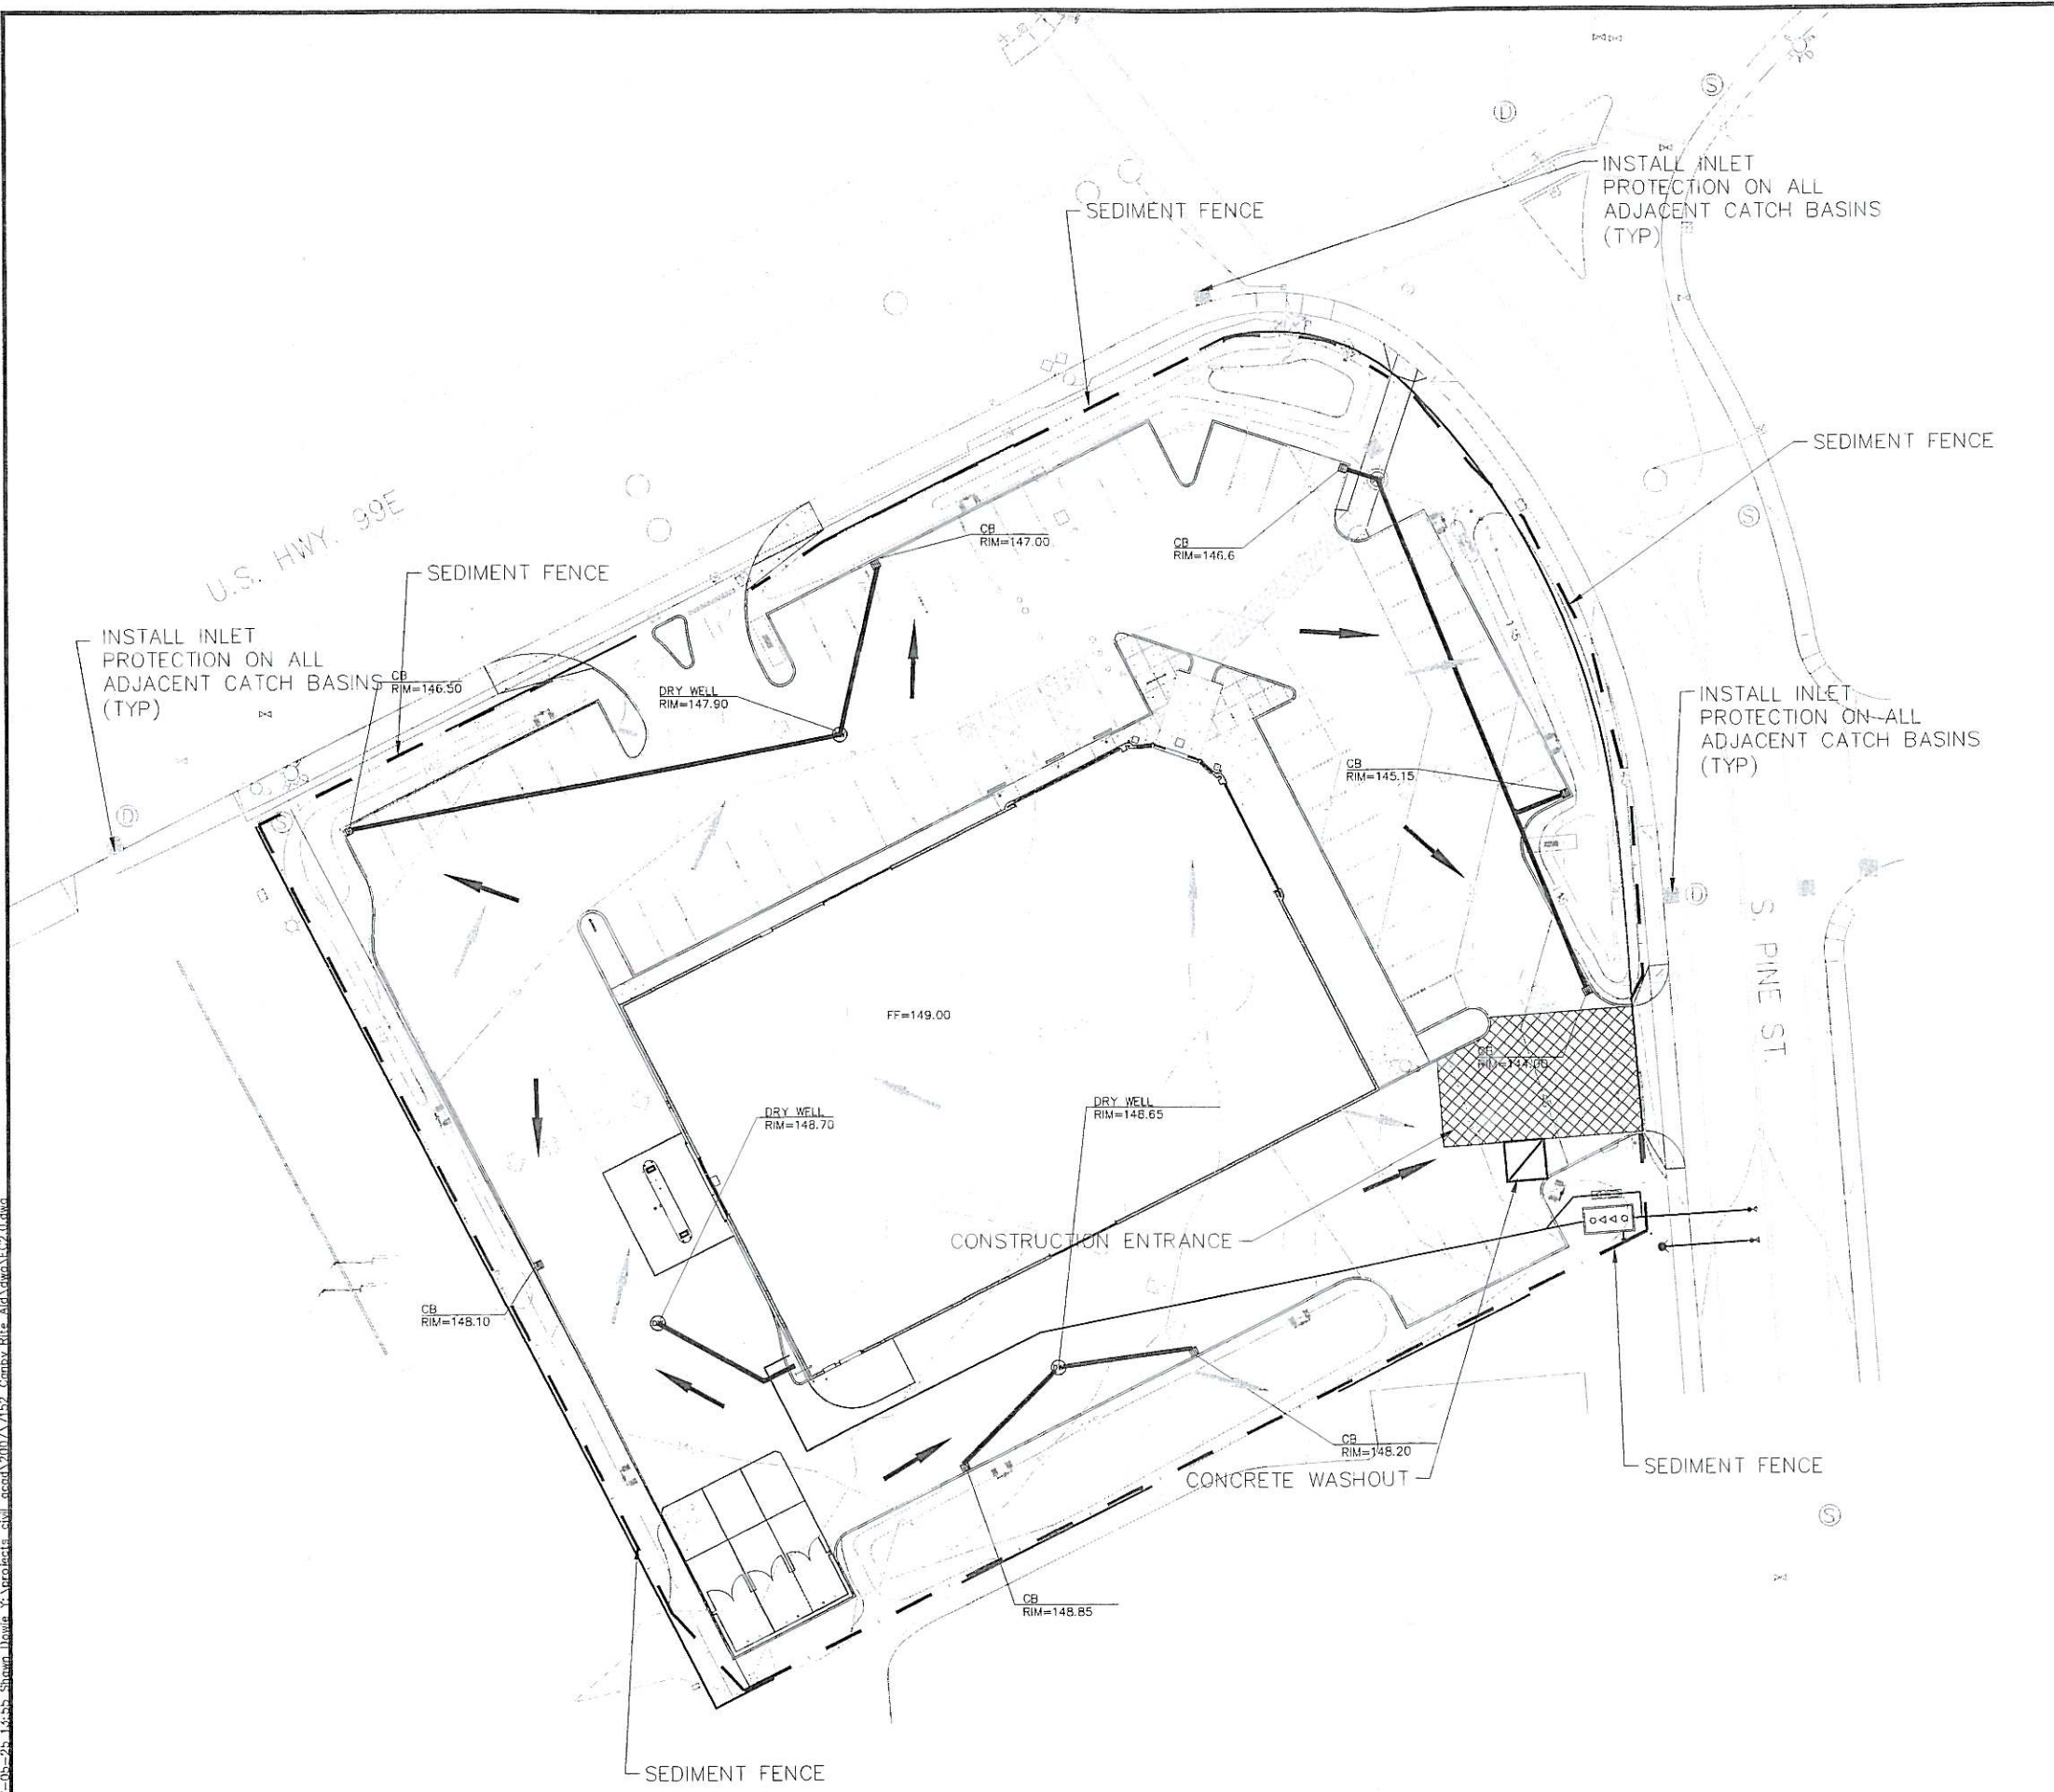 INSTALL INLET
PROTECTION ON ALL
ADJACENT CATCH BASINS
(TYP)
SEDIMENT FENCE
SEDIMENT FENCE
U.S. HWY. 99E
CB
RIM=147.00
CB
RIM=146.6
SEDIMENT FENCE
INSTALL INLET
PROTECTION ON ALL
ADJACENT CATCH BASINS
(TYP)
CB
RIM=146.50
DRY WELL
RIM=147.90
INSTALL INLET
PROTECTION ON ALL
ADJACENT CATCH BASINS
(TYP)
CB
RIM=145.15
S. PINE ST.
FF=149.00
CB
RIM=144.00
DRY WELL
RIM=148.70
DRY WELL
RIM=148.65
CONSTRUCTION ENTRANCE
CB
RIM=148.10
CB
RIM=148.20
CONCRETE WASHOUT
SEDIMENT FENCE
CB
RIM=148.85
SEDIMENT FENCE
S
D
S
D
S
D
S